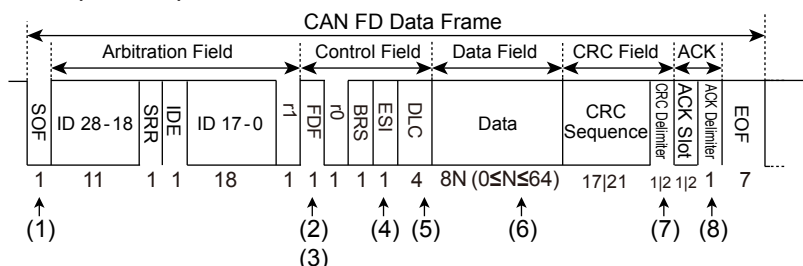 CAN FD Data Frame
Arbitration Field Control Field Data Field CRC Field ACK
SOF ID 28-18 SRR IDE ID 17-0 r1 FDF r0 BRS ESI DLC Data CRC Sequence CRC Delimiter ACK Slot ACK Delimiter EOF
1 11 1 1 18 1 1 1 1 1 4 8N (0≤N≤64) 17|21 1|2 1|2 1 7
(1) (2) (4) (5) (6) (7) (8)
(3)